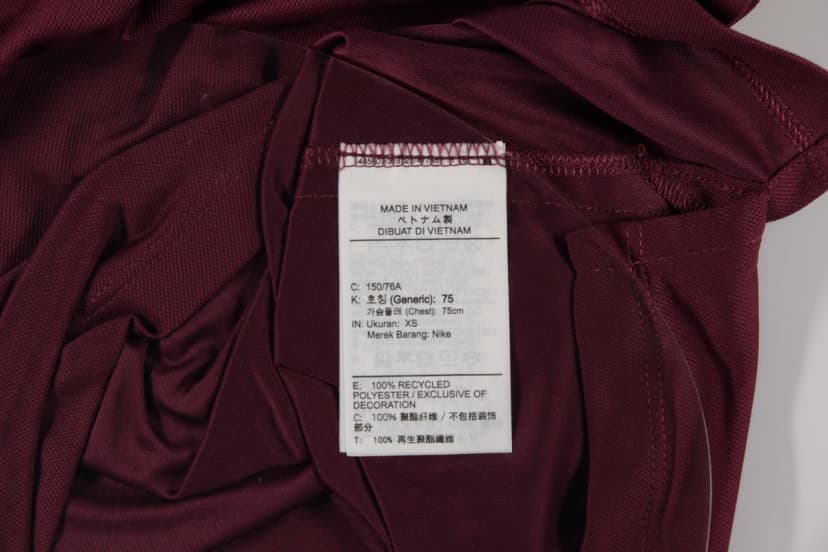 MADE IN VIETNAM
ベトナム製
DIBUAT DI VIETNAM
C: 150/76A
K: 호칭 (Generic): 75
가슴둘레 (Chest): 75cm
IN: Ukuran: XS
Merek Barang: Nike
E: 100% RECYCLED
POLYESTER / EXCLUSIVE OF
DECORATION
C: 100% 聚酯纤维 / 不包括装饰
部分
T: 100% 再生聚酯纖維